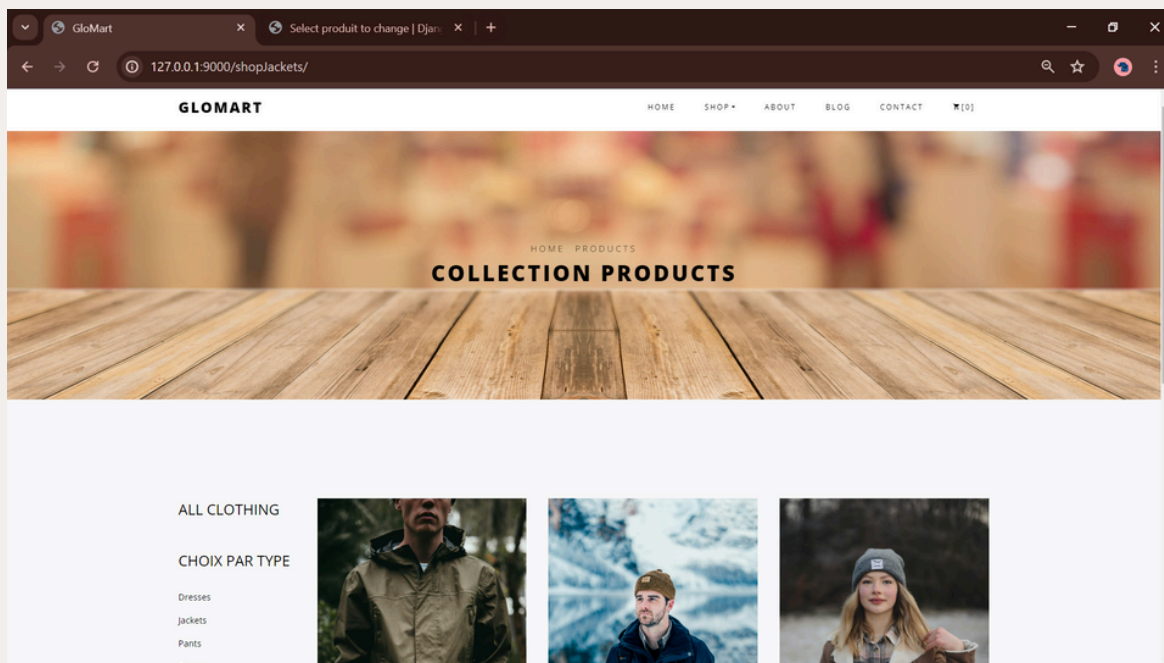 GloMart
Select produit to change | Djan
127.0.0.1:9000/shopJackets/
GLOMART
HOME SHOP ABOUT BLOG CONTACT [0]
HOME PRODUCTS
COLLECTION PRODUCTS
ALL CLOTHING
CHOIX PAR TYPE
Dresses
Jackets
Pants